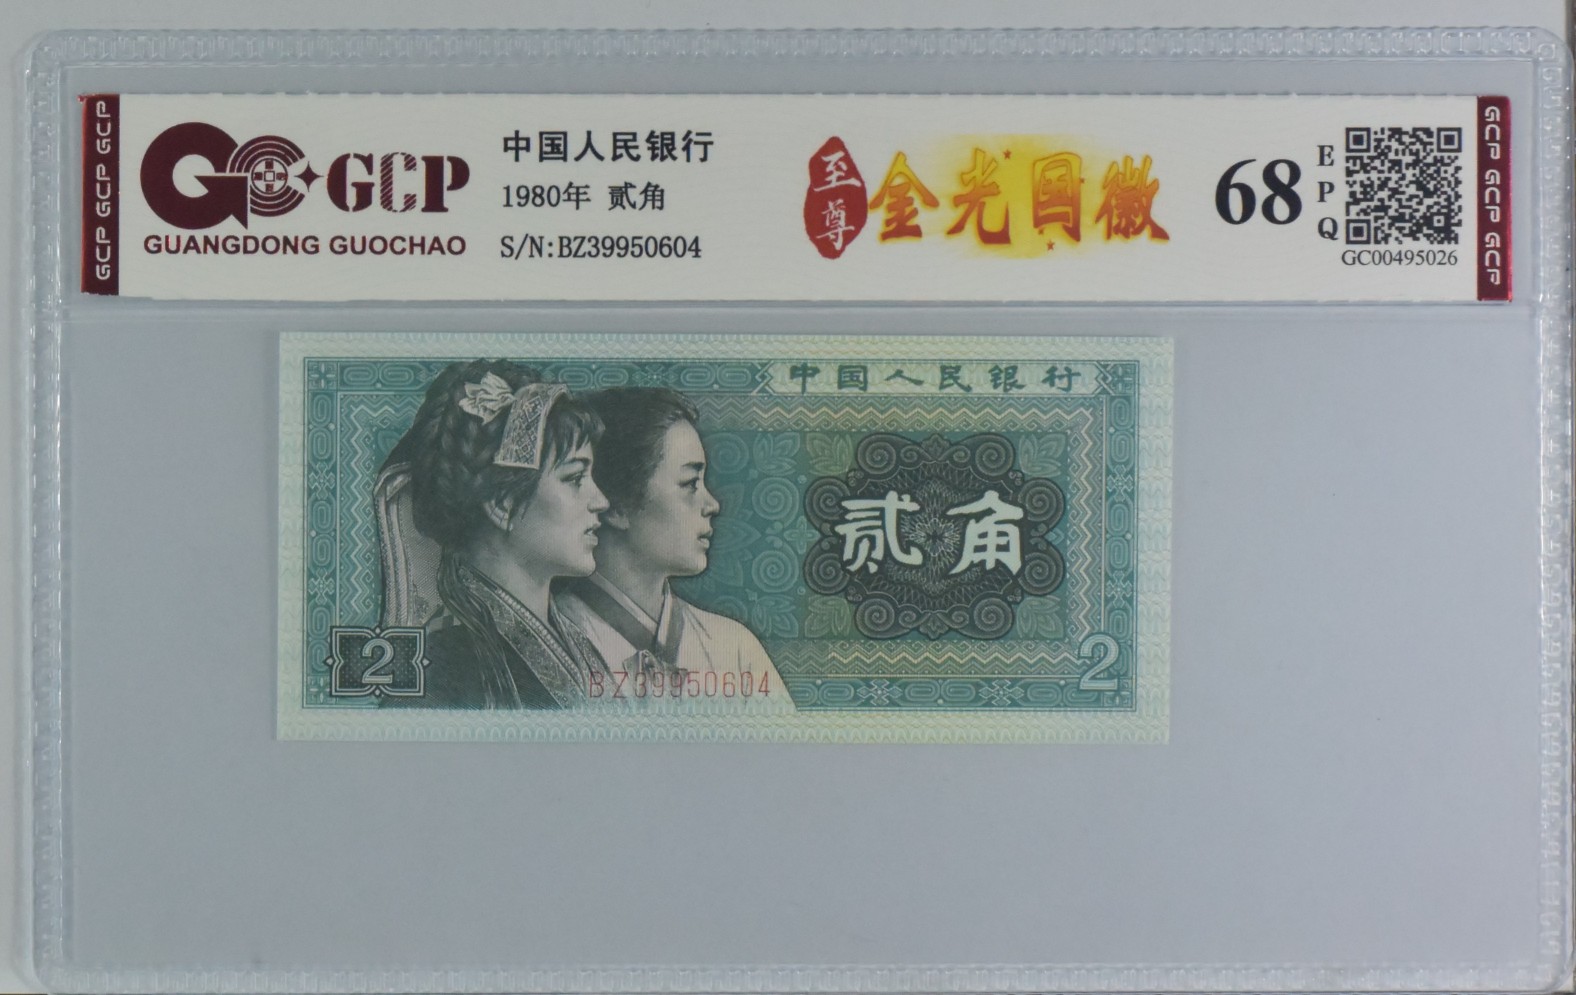 GCP GCP GCP
GCP
GUANGDONG GUOCHAO
中国人民银行
1980年 贰角
S/N:BZ39950604
至尊
金光国徽
68
EPQ
GC00495026
GCP GCP GCP
中国人民银行
贰角
2
BZ39950604
2